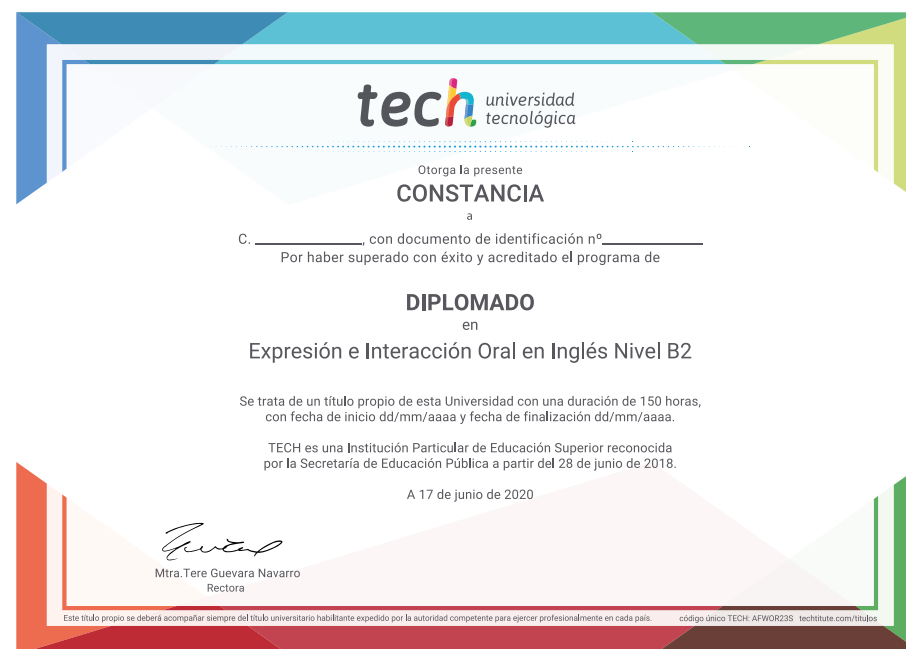 tech universidad
tecnológica
Otorga la presente
CONSTANCIA
a
C. ____________, con documento de identificación nº____________
Por haber superado con éxito y acreditado el programa de
DIPLOMADO
en
Expresión e Interacción Oral en Inglés Nivel B2
Se trata de un título propio de esta Universidad con una duración de 150 horas,
con fecha de inicio dd/mm/aaaa y fecha de finalización dd/mm/aaaa.
TECH es una Institución Particular de Educación Superior reconocida
por la Secretaría de Educación Pública a partir del 28 de junio de 2018.
A 17 de junio de 2020
Mtra.Tere Guevara Navarro
Rectora
Este título propio se deberá acompañar siempre del título universitario habilitante expedido por la autoridad competente para ejercer profesionalmente en cada país. código único TECH: AFWOR23S techtitute.com/titulos